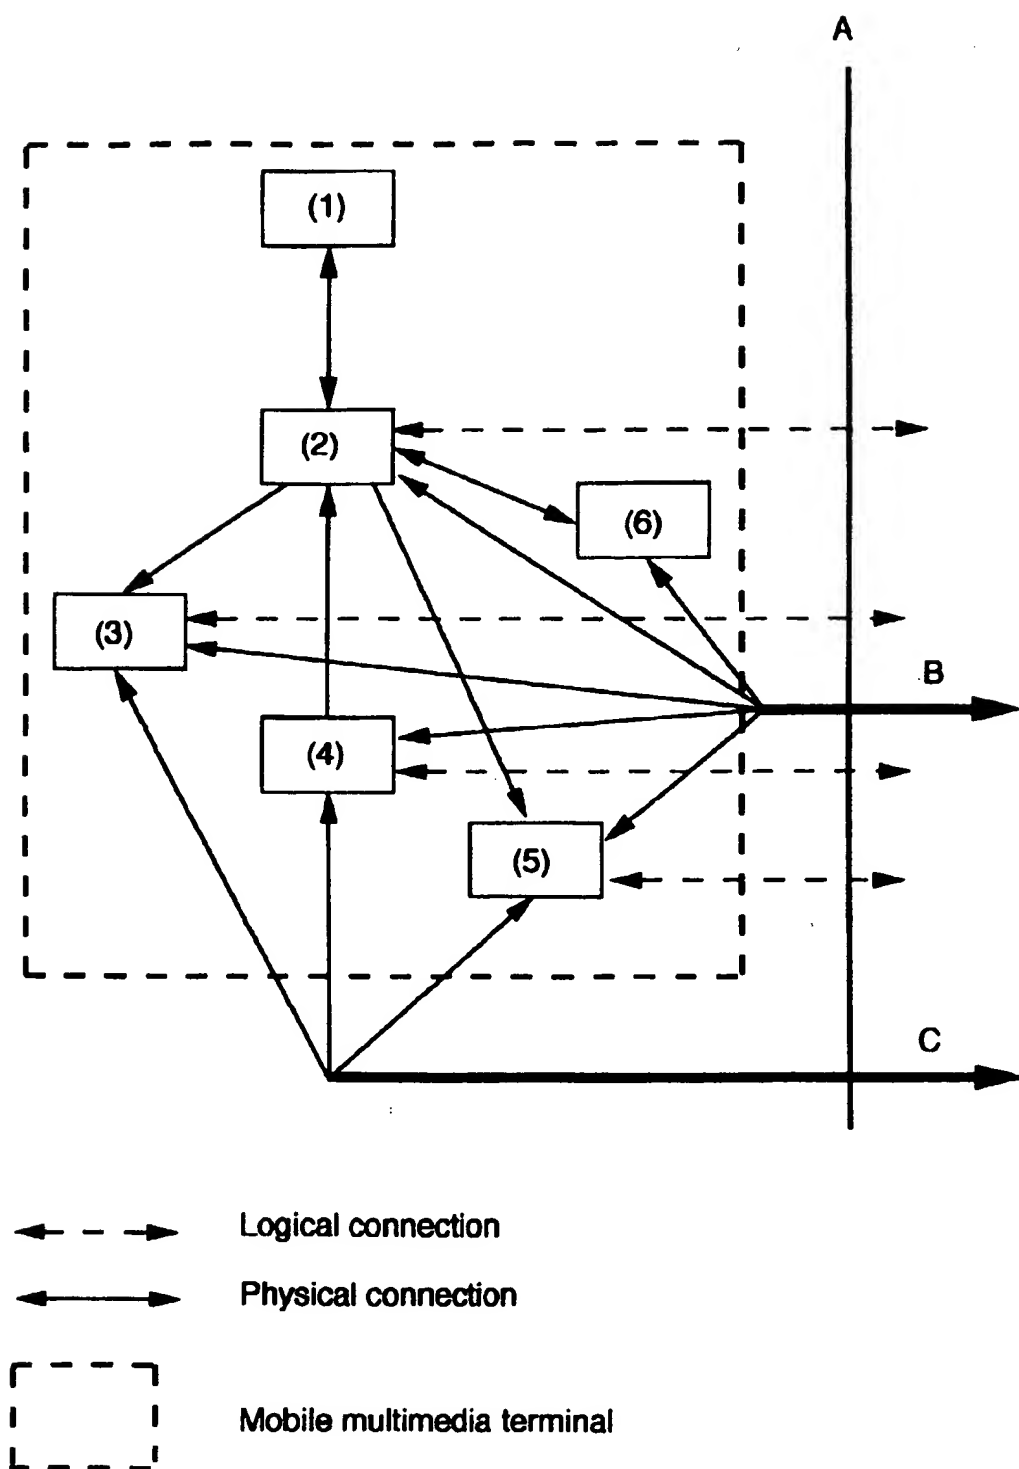 A
(1)
(2)
(6)
(3)
B
(4)
(5)
C
Logical connection
Physical connection
Mobile multimedia terminal